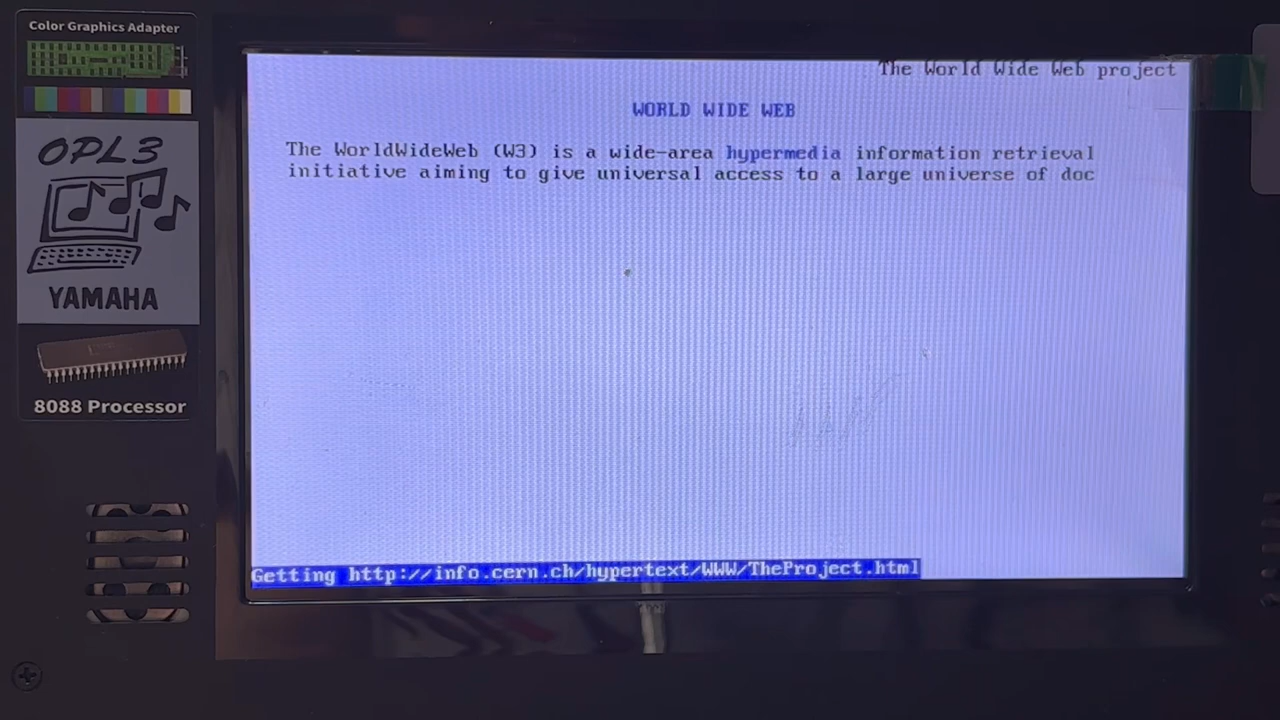 Color Graphics Adapter
OPL3
YAMAHA
8088 Processor
The World Wide Web project
WORLD WIDE WEB
The WorldWideWeb (W3) is a wide-area hypermedia information retrieval
initiative aiming to give universal access to a large universe of doc
Getting http://info.cern.ch/hypertext/WWW/TheProject.html